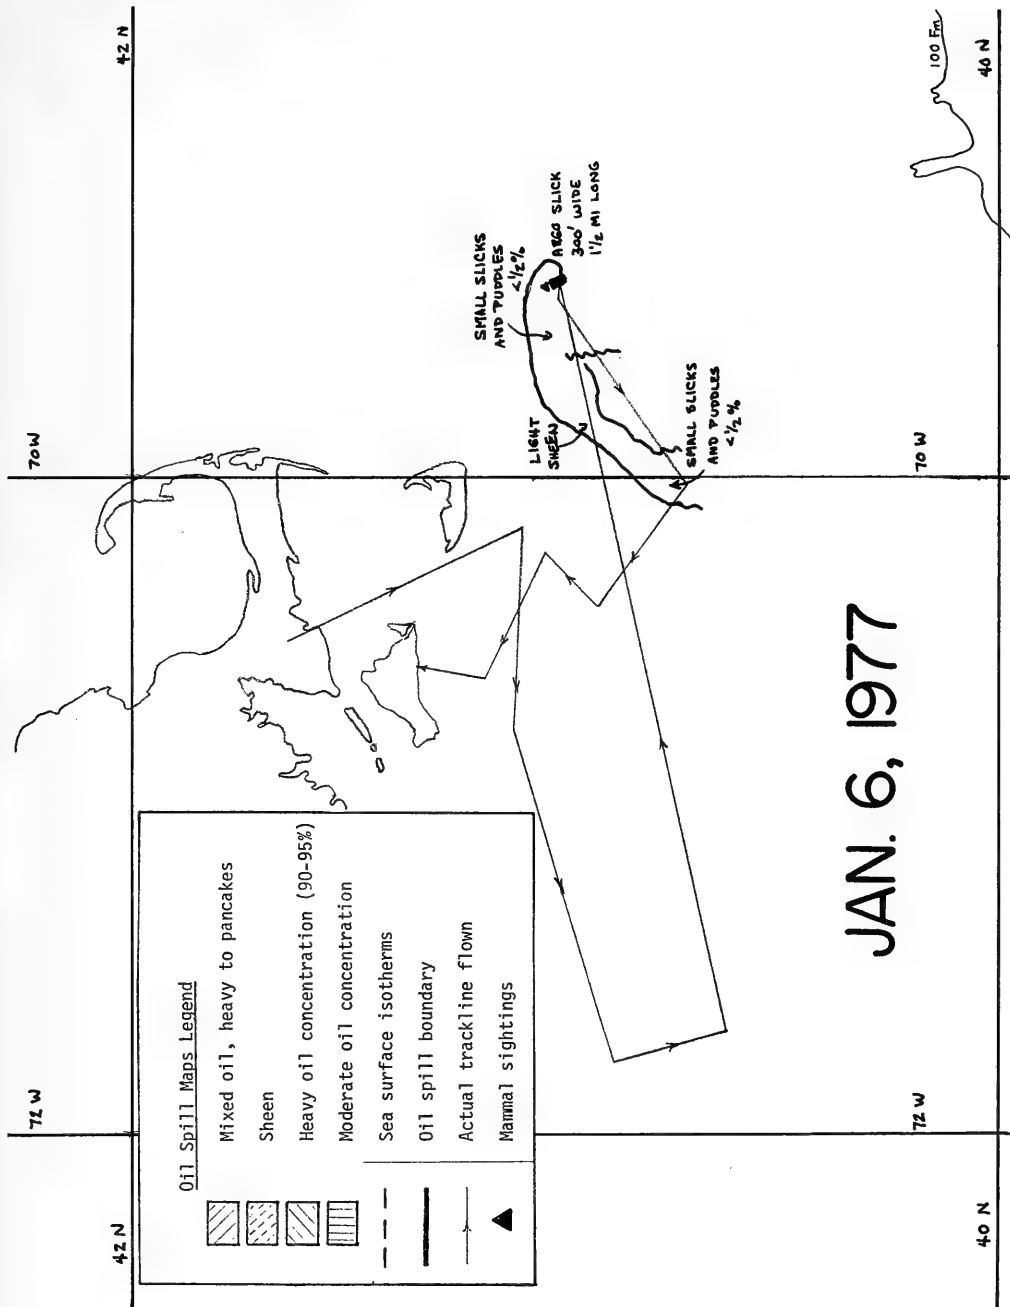 42 N
42 N
72 W
70W
Oil Spill Maps Legend
Mixed oil, heavy to pancakes
Sheen
Heavy oil concentration (90-95%)
Moderate oil concentration
Sea surface isotherms
Oil spill boundary
Actual trackline flown
Mammal sightings
SMALL SLICKS
AND PUDDLES
<1/2%
ARGO SLICK
300' WIDE
1 1/2 MI LONG
LIGHT
SHEEN
SMALL SLICKS
AND PUDDLES
<1/2%
JAN. 6, 1977
72 W
70 W
100 Fm
40 N
40 N